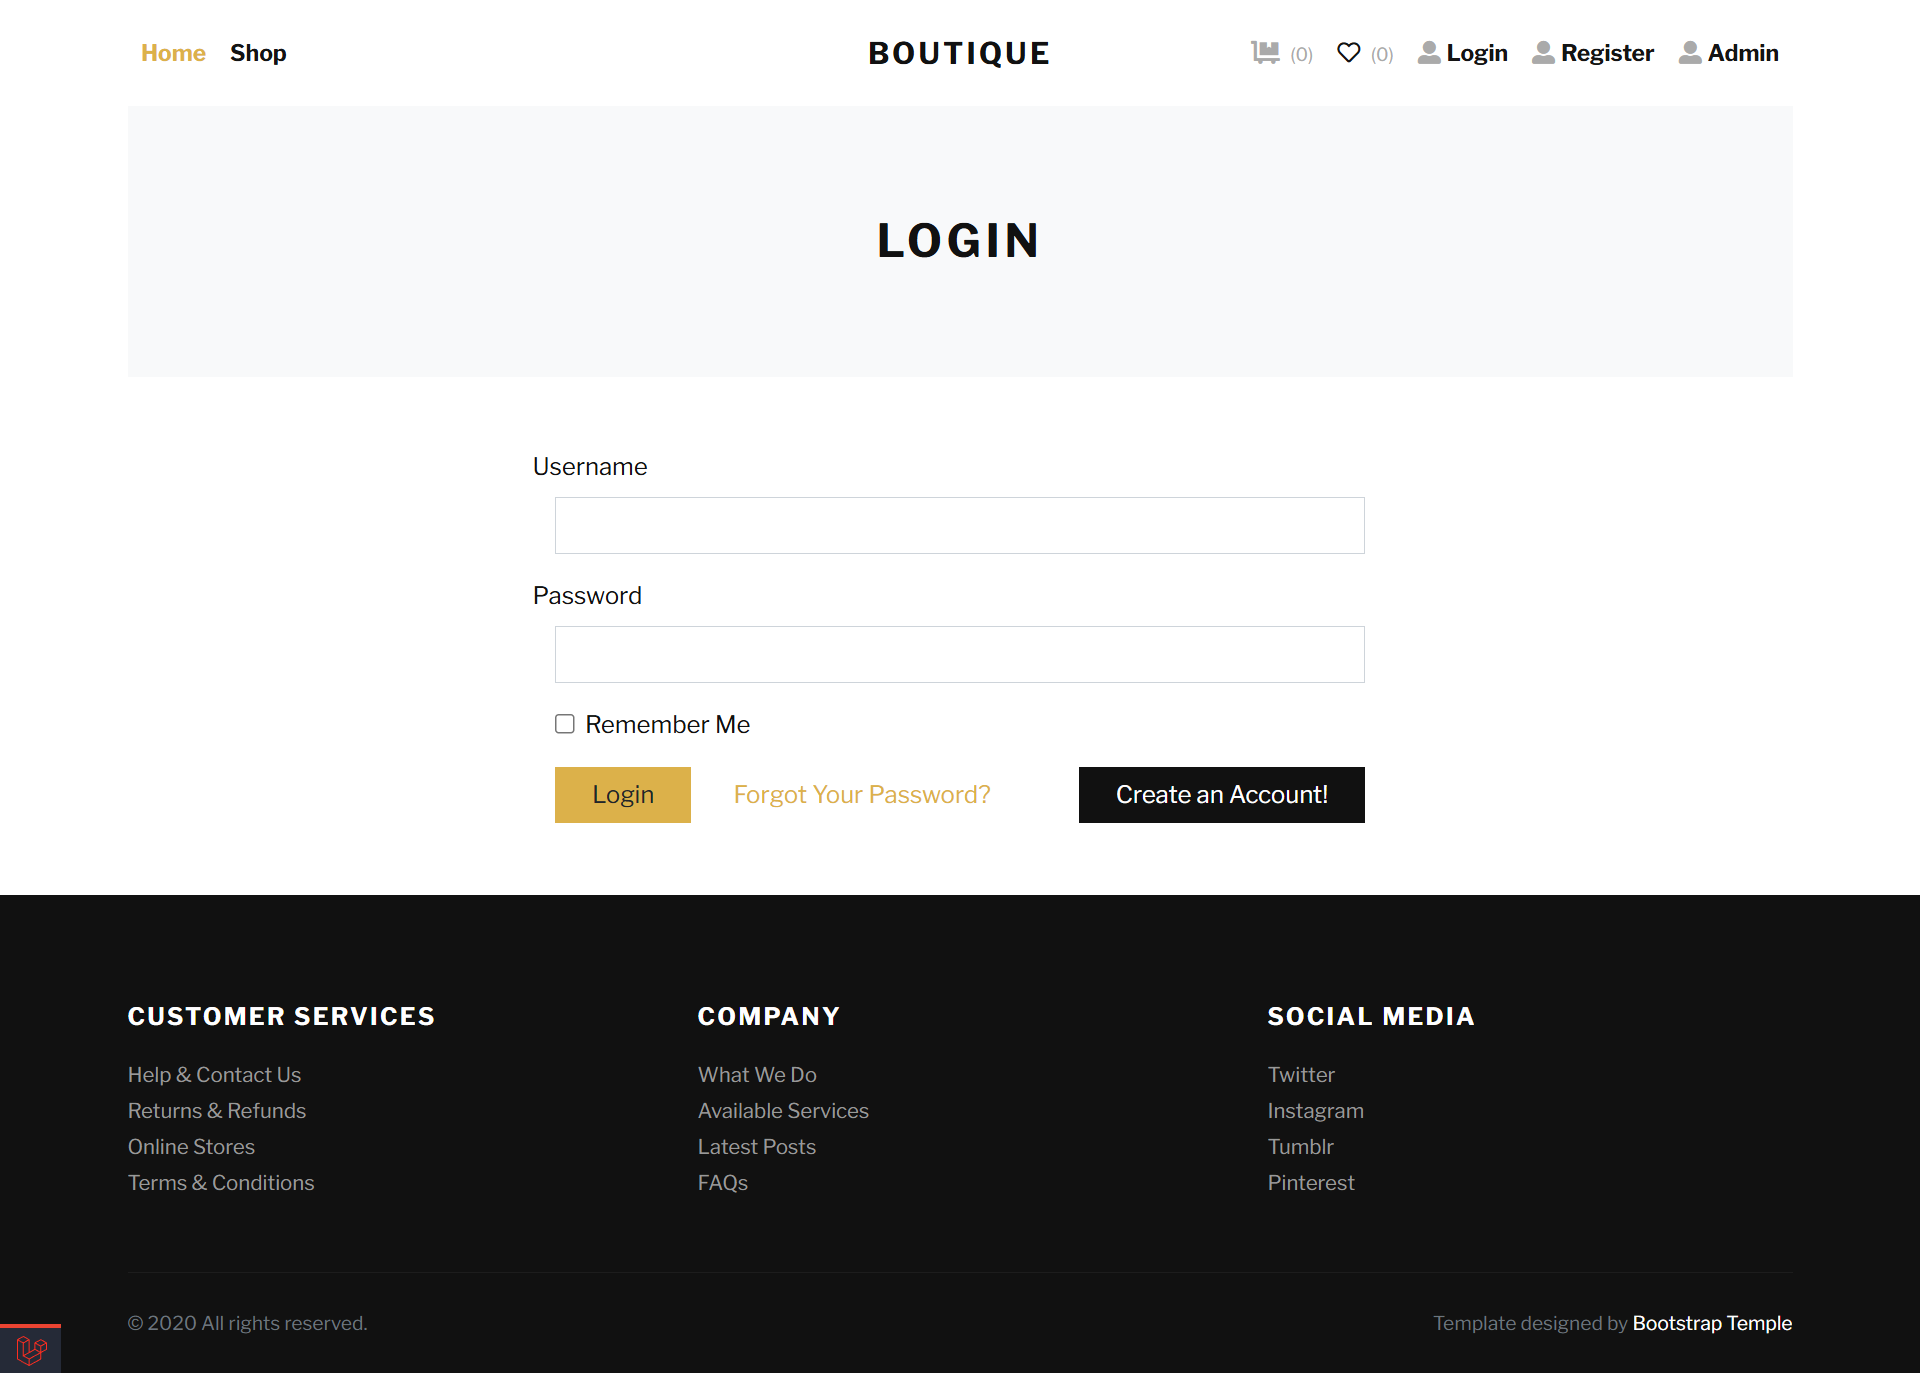 Home Shop BOUTIQUE (0) (0) Login Register Admin
LOGIN
Username
Password
Remember Me
Login Forgot Your Password? Create an Account!
CUSTOMER SERVICES
Help & Contact Us
Returns & Refunds
Online Stores
Terms & Conditions
COMPANY
What We Do
Available Services
Latest Posts
FAQs
SOCIAL MEDIA
Twitter
Instagram
Tumblr
Pinterest
© 2020 All rights reserved.
Template designed by Bootstrap Temple